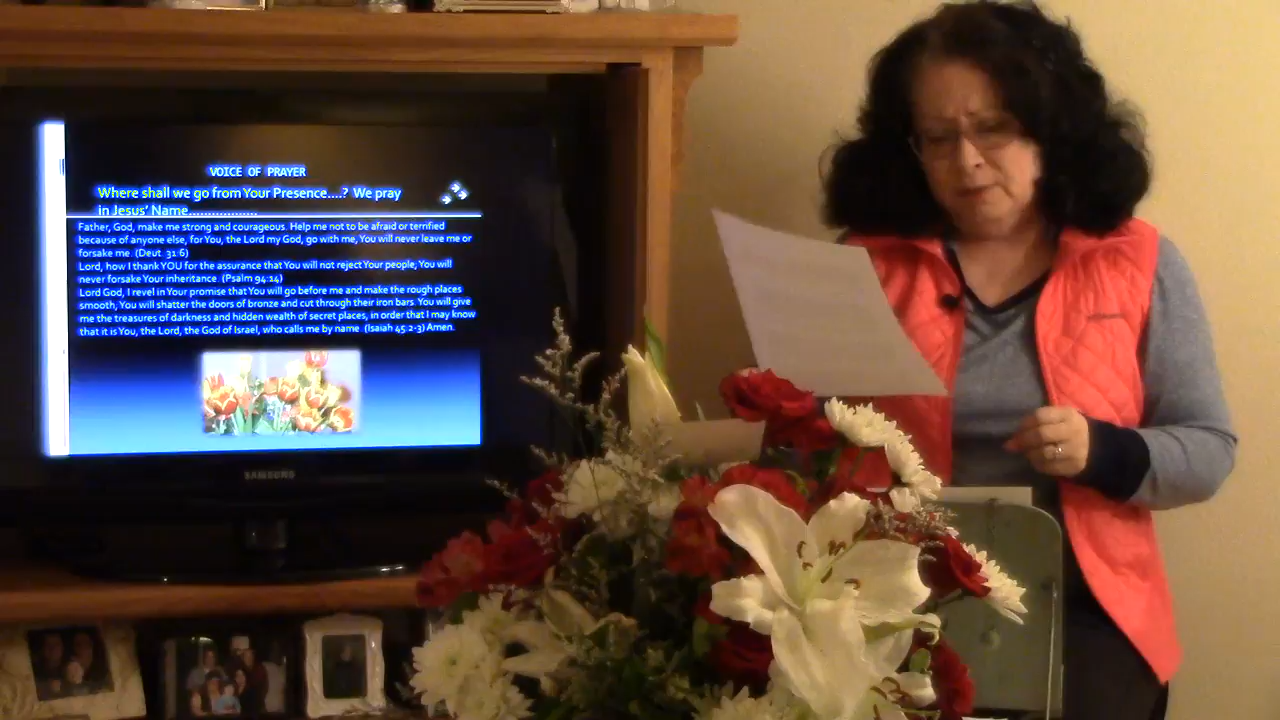 VOICE OF PRAYER
Where shall we go from Your Presence....? We pray
in Jesus' Name..................
Father, God, make me strong and courageous. Help me not to be afraid or terrified
because of anyone else, for You, the Lord my God, go with me, You will never leave me or
forsake me. (Deut. 31:6)
Lord, how I thank YOU for the assurance that You will not reject Your people, You will
never forsake Your inheritance. (Psalm 94:14)
Lord God, I revel in Your promise that You will go before me and make the rough places
smooth; You will shatter the doors of bronze and cut through their iron bars. You will give
me the treasures of darkness and hidden wealth of secret places, in order that I may know
that it is You, the Lord, the God of Israel, who calls me by name (Isaiah 45:2-3) Amen.
SAMSUNG